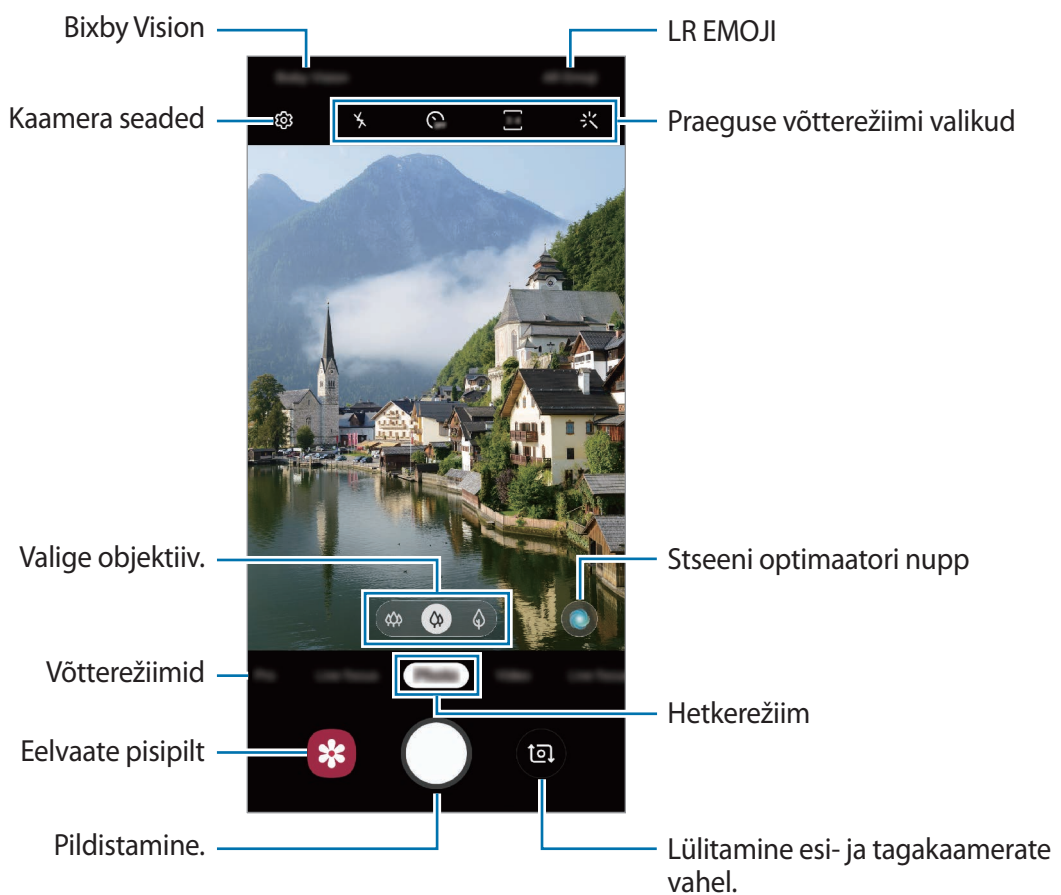 Bixby Vision
LR EMOJI
Kaamera seaded
Praeguse võtterežiimi valikud
Valige objektiiv.
Stseeni optimaatori nupp
Võtterežiimid
Hetkerežiim
Eelvaate pisipilt
Pildistamine.
Lülitamine esi- ja tagakaamerate
vahel.